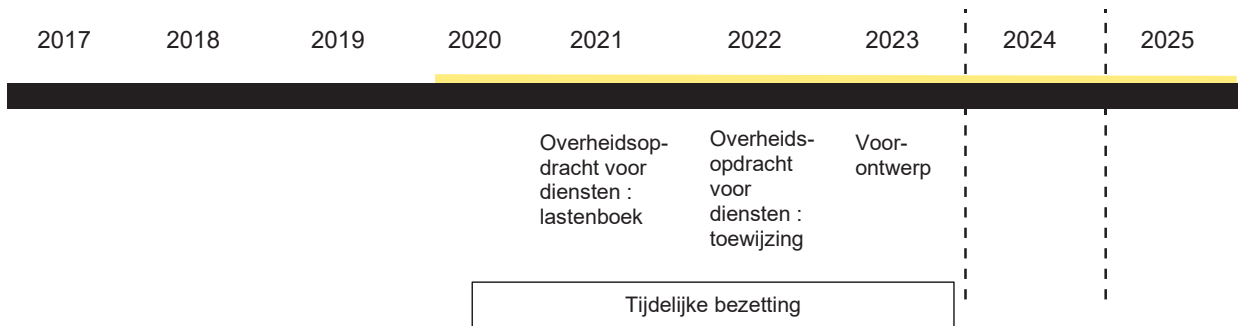 2017 2018 2019 2020 2021 2022 2023 2024 2025
Overheidsop-
dracht voor
diensten :
lastenboek
Overheids-
opdracht
voor
diensten :
toewijzing
Voor-
ontwerp
Tijdelijke bezetting